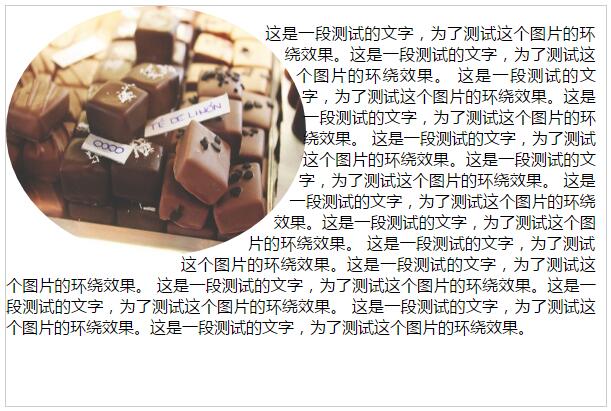 这是一段测试的文字，为了测试这个图片的环
绕效果。这是一段测试的文字，为了测试这
个图片的环绕效果。 这是一段测试的文
字，为了测试这个图片的环绕效果。这是
一段测试的文字，为了测试这个图片的环
绕效果。 这是一段测试的文字，为了测试
这个图片的环绕效果。这是一段测试的文
字，为了测试这个图片的环绕效果。 这是
一段测试的文字，为了测试这个图片的环绕
效果。这是一段测试的文字，为了测试这个图
片的环绕效果。 这是一段测试的文字，为了测试
这个图片的环绕效果。这是一段测试的文字，为了测试这
个图片的环绕效果。 这是一段测试的文字，为了测试这个图片的环绕效果。这是一
段测试的文字，为了测试这个图片的环绕效果。 这是一段测试的文字，为了测试这
个图片的环绕效果。这是一段测试的文字，为了测试这个图片的环绕效果。
TÉ DE LIMÓN
COCO